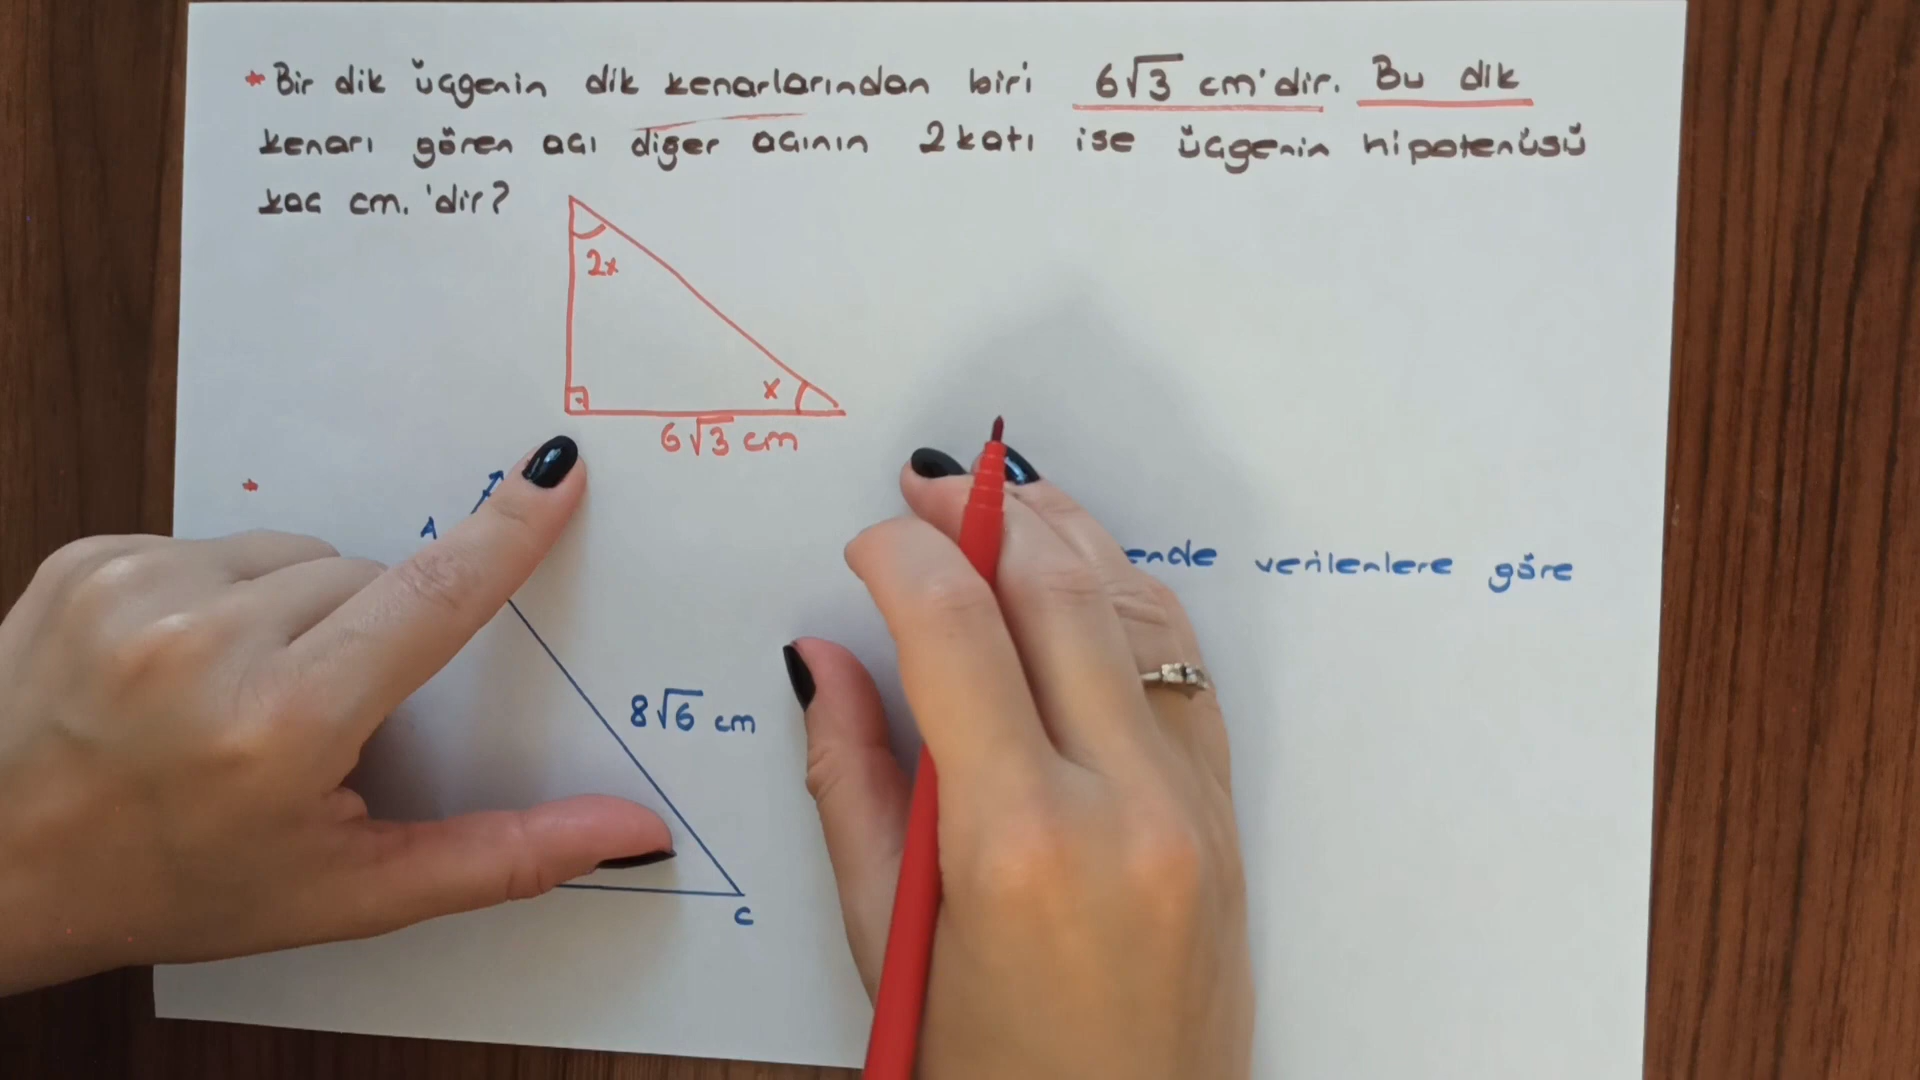 * Bir dik üçgenin dik kenarlarından biri 6√3 cm'dir. Bu dik
kenarı gören açı diğer açının 2 katı ise üçgenin hipotenüsü
kaç cm. 'dir?
2x
x
6√3 cm
*
A
verilenlere göre
8√6 cm
C